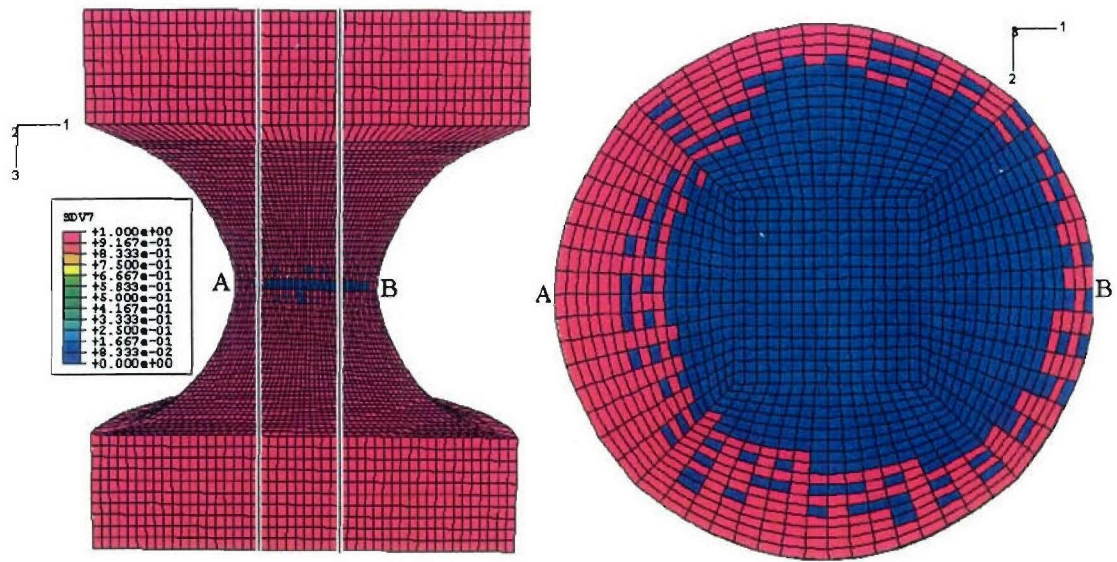 3
1
2
2
1
3
SDV7
+1.000e+00
+9.167e-01
+8.333e-01
+7.500e-01
+6.667e-01
+5.833e-01
+5.000e-01
+4.167e-01
+3.333e-01
+2.500e-01
+1.667e-01
+8.333e-02
+0.000e+00
A
B
A
B